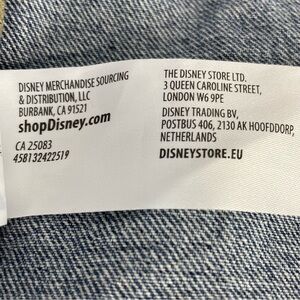 DISNEY MERCHANDISE SOURCING
& DISTRIBUTION, LLC
BURBANK, CA 91521
shopDisney.com
CA 25083
458132422519
THE DISNEY STORE LTD.
3 QUEEN CAROLINE STREET,
LONDON W6 9PE
DISNEY TRADING BV,
POSTBUS 406, 2130 AK HOOFDDORP,
NETHERLANDS
DISNEYSTORE.EU